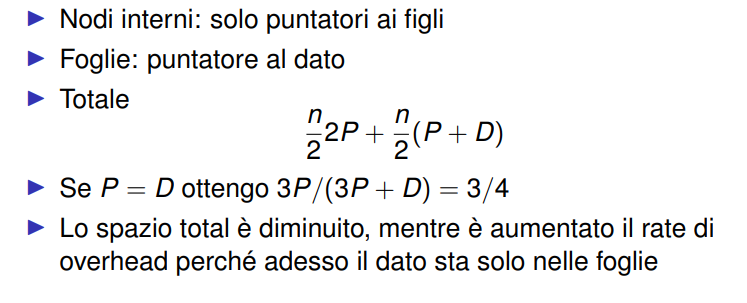 ▶ Nodi interni: solo puntatori ai figli
▶ Foglie: puntatore al dato
▶ Totale
n/2 2P + n/2 (P + D)
▶ Se P = D ottengo 3P/(3P + D) = 3/4
▶ Lo spazio total è diminuito, mentre è aumentato il rate di
overhead perché adesso il dato sta solo nelle foglie